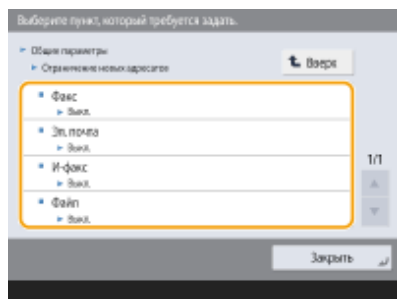 Выберите пункт, который требуется задать.
Общие параметры
Ограничение новых адресатов
Вверх
Факс
Выкл.
Эл. почта
Выкл.
И-факс
Выкл.
Файл
Выкл.
1/1
Закрыть